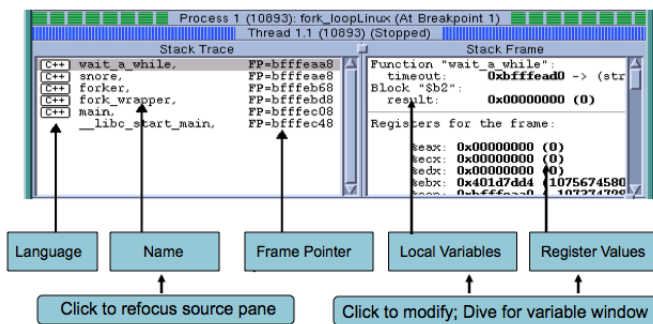 Process 1 (10893): fork_loopLinux (At Breakpoint 1)
Thread 1.1 (10893) (Stopped)
Stack Trace
C++ wait_a_while, FP=bfffeaa8
C++ snore, FP=bfffeae8
C++ forker, FP=bfffeb68
C++ fork_wrapper, FP=bfffebd8
C++ main, FP=bfffec08
__libc_start_main, FP=bfffec48
Stack Frame
Function "wait_a_while":
timeout: 0xbfffead0 -> (str
Block "$b2":
result: 0x00000000 (0)
Registers for the frame:
%eax: 0x00000000 (0)
%ecx: 0x00000000 (0)
%edx: 0x00000000 (0)
%ebx: 0x401d7dd4 (1075674580
Language
Name
Frame Pointer
Local Variables
Register Values
Click to refocus source pane
Click to modify; Dive for variable window